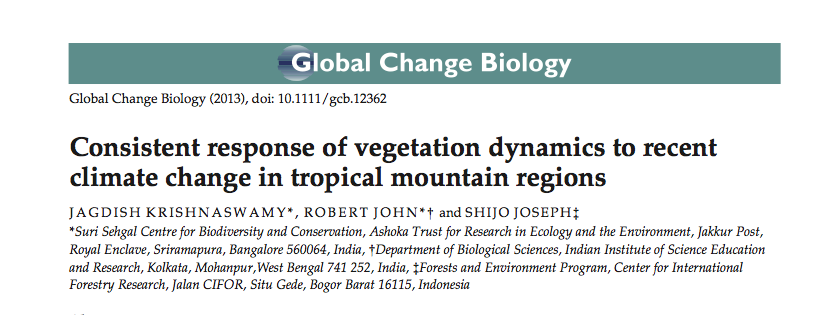 Global Change Biology
Global Change Biology (2013), doi: 10.1111/gcb.12362
Consistent response of vegetation dynamics to recent
climate change in tropical mountain regions
JAGDISH KRISHNASWAMY*, ROBERT JOHN*† and SHIJO JOSEPH‡
*Suri Sehgal Centre for Biodiversity and Conservation, Ashoka Trust for Research in Ecology and the Environment, Jakkur Post,
Royal Enclave, Srirampura, Bangalore 560064, India, †Department of Biological Sciences, Indian Institute of Science Education
and Research, Kolkata, Mohanpur,West Bengal 741 252, India, ‡Forests and Environment Program, Center for International
Forestry Research, Jalan CIFOR, Situ Gede, Bogor Barat 16115, Indonesia